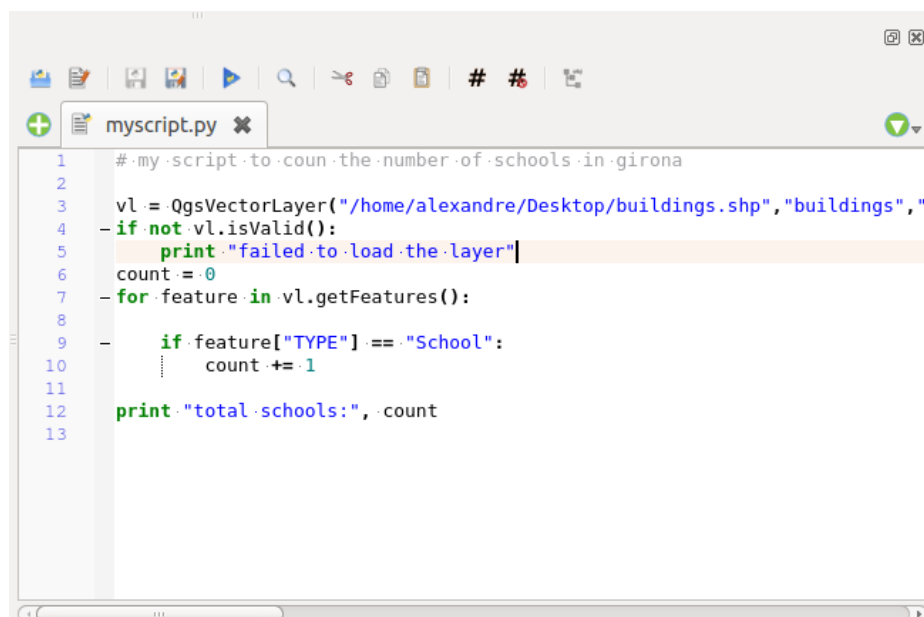 myscript.py
1 # my script to coun the number of schools in girona
2
3 vl = QgsVectorLayer("/home/alexandre/Desktop/buildings.shp","buildings","
4 if not vl.isValid():
5 print "failed to load the layer"
6 count = 0
7 for feature in vl.getFeatures():
8
9 if feature["TYPE"] == "School":
10 count += 1
11
12 print "total schools:", count
13